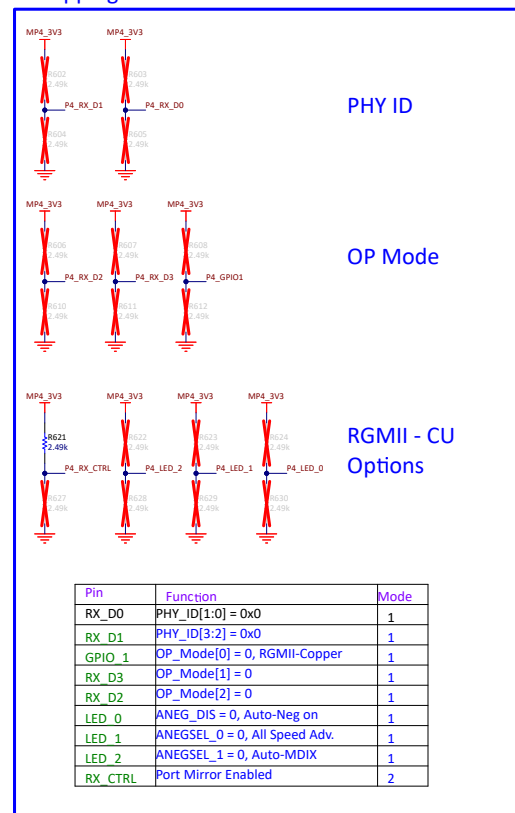 MP4_3V3 MP4_3V3
R602 R603
2.49k 2.49k
P4_RX_D1 P4_RX_D0
PHY ID
R604 R605
2.49k 2.49k
MP4_3V3 MP4_3V3 MP4_3V3
R606 R607 R608
2.49k 2.49k 2.49k
OP Mode
P4_RX_D2 P4_RX_D3 P4_GPIO1
R610 R611 R612
2.49k 2.49k 2.49k
MP4_3V3 MP4_3V3 MP4_3V3 MP4_3V3
R621 R622 R623 R624
2.49k 2.49k 2.49k 2.49k
RGMII - CU
P4_RX_CTRL P4_LED_2 P4_LED_1 P4_LED_0
Options
R627 R628 R629 R630
2.49k 2.49k 2.49k 2.49k
Pin Function Mode
RX_D0 PHY_ID[1:0] = 0x0 1
RX_D1 PHY_ID[3:2] = 0x0 1
GPIO_1 OP_Mode[0] = 0, RGMII-Copper 1
RX_D3 OP_Mode[1] = 0 1
RX_D2 OP_Mode[2] = 0 1
LED_0 ANEG_DIS = 0, Auto-Neg on 1
LED_1 ANEGSEL_0 = 0, All Speed Adv. 1
LED_2 ANEGSEL_1 = 0, Auto-MDIX 1
RX_CTRL Port Mirror Enabled 2